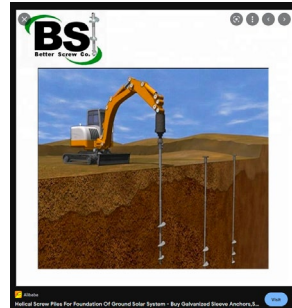 BS
Better Screw Co.
Alibaba
Helical Screw Piles For Foundation Of Ground Solar System - Buy Galvanized Sleeve Anchors,S...
Visit